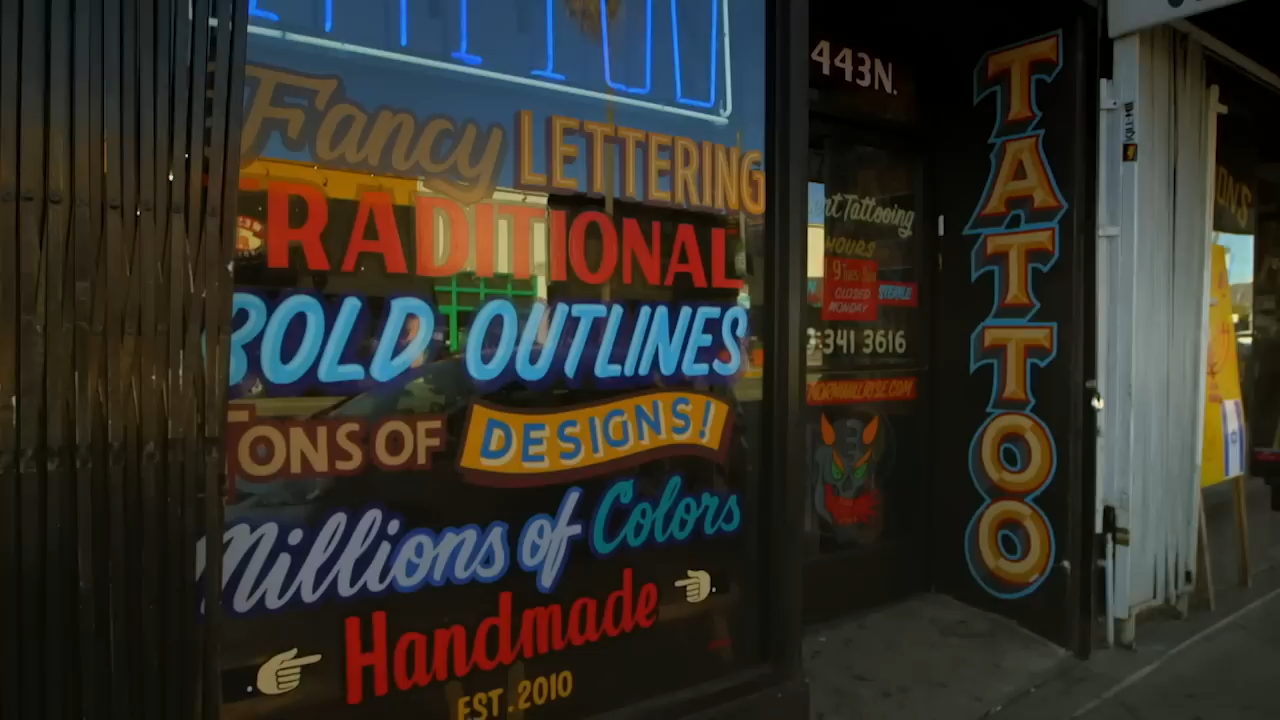 Fancy LETTERING
TRADITIONAL
BOLD OUTLINES
TONS OF DESIGNS!
Millions of Colors
Handmade
EST. 2010
443N.
Tattooing
HOURS
CLOSED
MONDAY
341 3616
TATTOO